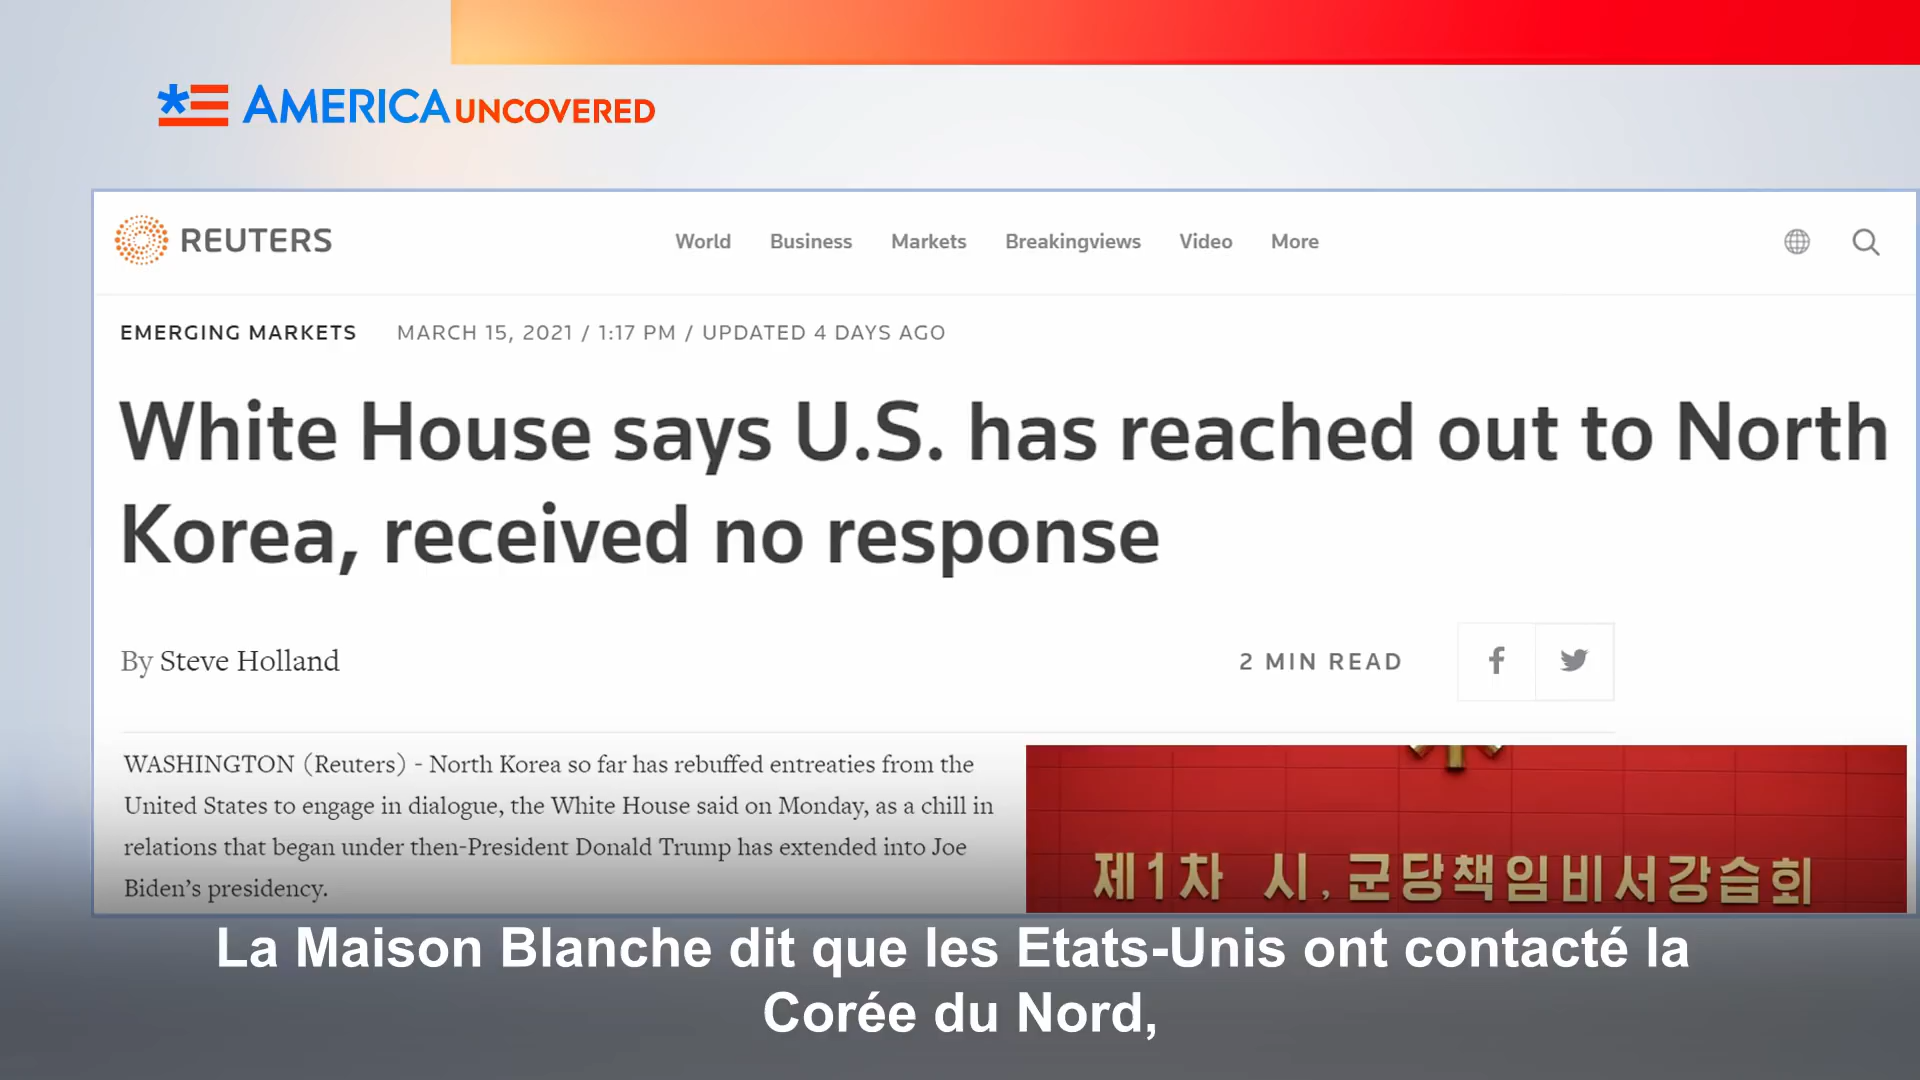 AMERICA UNCOVERED
REUTERS
World Business Markets Breakingviews Video More
EMERGING MARKETS MARCH 15, 2021 / 1:17 PM / UPDATED 4 DAYS AGO
White House says U.S. has reached out to North
Korea, received no response
By Steve Holland
2 MIN READ
WASHINGTON (Reuters) - North Korea so far has rebuffed entreaties from the
United States to engage in dialogue, the White House said on Monday, as a chill in
relations that began under then-President Donald Trump has extended into Joe
Biden’s presidency.
제1차 시, 군당책임비서강습회
La Maison Blanche dit que les Etats-Unis ont contacté la
Corée du Nord,